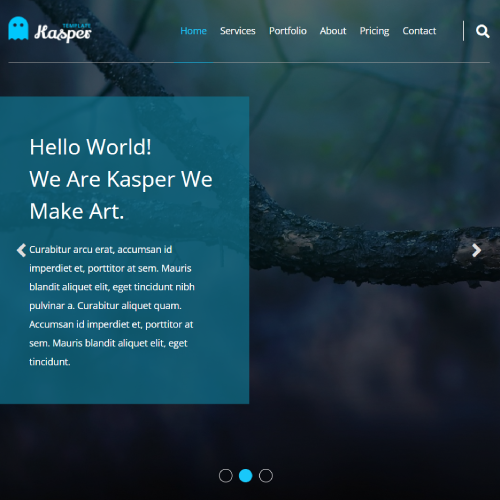 TEMPLATE
Kasper
Home Services Portfolio About Pricing Contact
Hello World!
We Are Kasper We
Make Art.
Curabitur arcu erat, accumsan id
imperdiet et, porttitor at sem. Mauris
blandit aliquet elit, eget tincidunt nibh
pulvinar a. Curabitur aliquet quam.
Accumsan id imperdiet et, porttitor at
sem. Mauris blandit aliquet elit, eget
tincidunt.